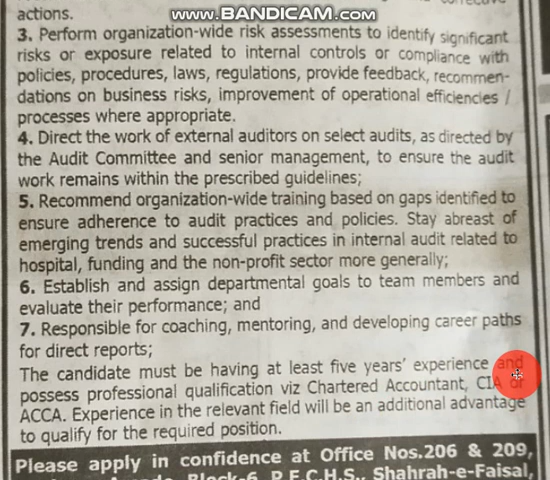 www.BANDICAM.com
actions.
3. Perform organization-wide risk assessments to identify significant
risks or exposure related to internal controls or compliance with
policies, procedures, laws, regulations, provide feedback, recommen-
dations on business risks, improvement of operational efficiencies /
processes where appropriate.
4. Direct the work of external auditors on select audits, as directed by
the Audit Committee and senior management, to ensure the audit
work remains within the prescribed guidelines;
5. Recommend organization-wide training based on gaps identified to
ensure adherence to audit practices and policies. Stay abreast of
emerging trends and successful practices in internal audit related to
hospital, funding and the non-profit sector more generally;
6. Establish and assign departmental goals to team members and
evaluate their performance; and
7. Responsible for coaching, mentoring, and developing career paths
for direct reports;
The candidate must be having at least five years' experience and
possess professional qualification viz Chartered Accountant, CIA or
ACCA. Experience in the relevant field will be an additional advantage
to qualify for the required position.
Please apply in confidence at Office Nos.206 & 209,
Block-6, P.E.C.H.S., Shahrah-e-Faisal,